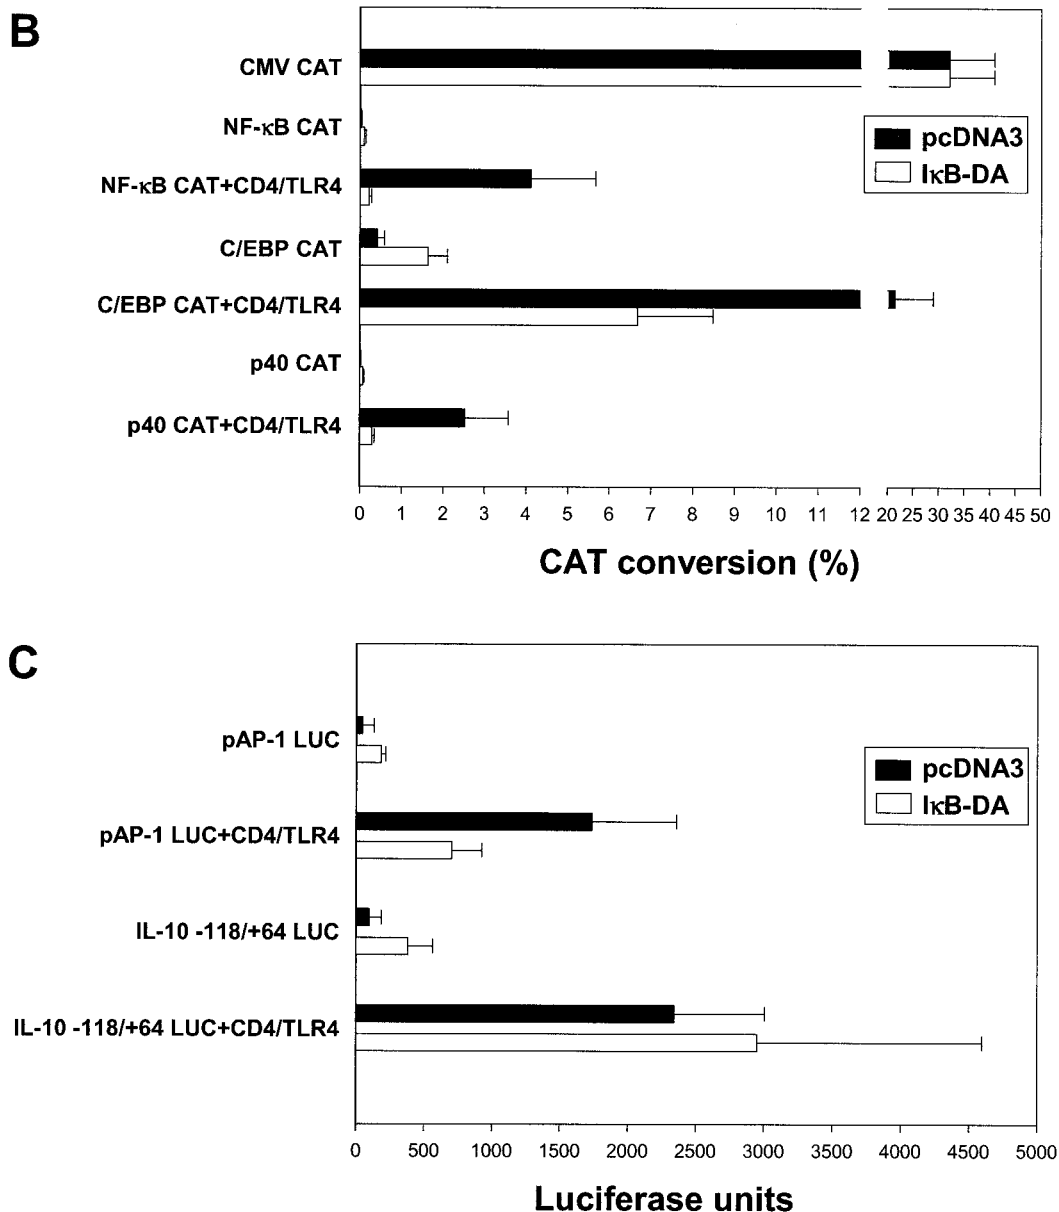 B
CMV CAT
NF-κB CAT
NF-κB CAT+CD4/TLR4
C/EBP CAT
C/EBP CAT+CD4/TLR4
p40 CAT
p40 CAT+CD4/TLR4
pcDNA3
IκB-DA
0 1 2 3 4 5 6 7 8 9 10 11 12 20 25 30 35 40 45 50
CAT conversion (%)
C
pAP-1 LUC
pAP-1 LUC+CD4/TLR4
IL-10 -118/+64 LUC
IL-10 -118/+64 LUC+CD4/TLR4
pcDNA3
IκB-DA
0 500 1000 1500 2000 2500 3000 3500 4000 4500 5000
Luciferase units